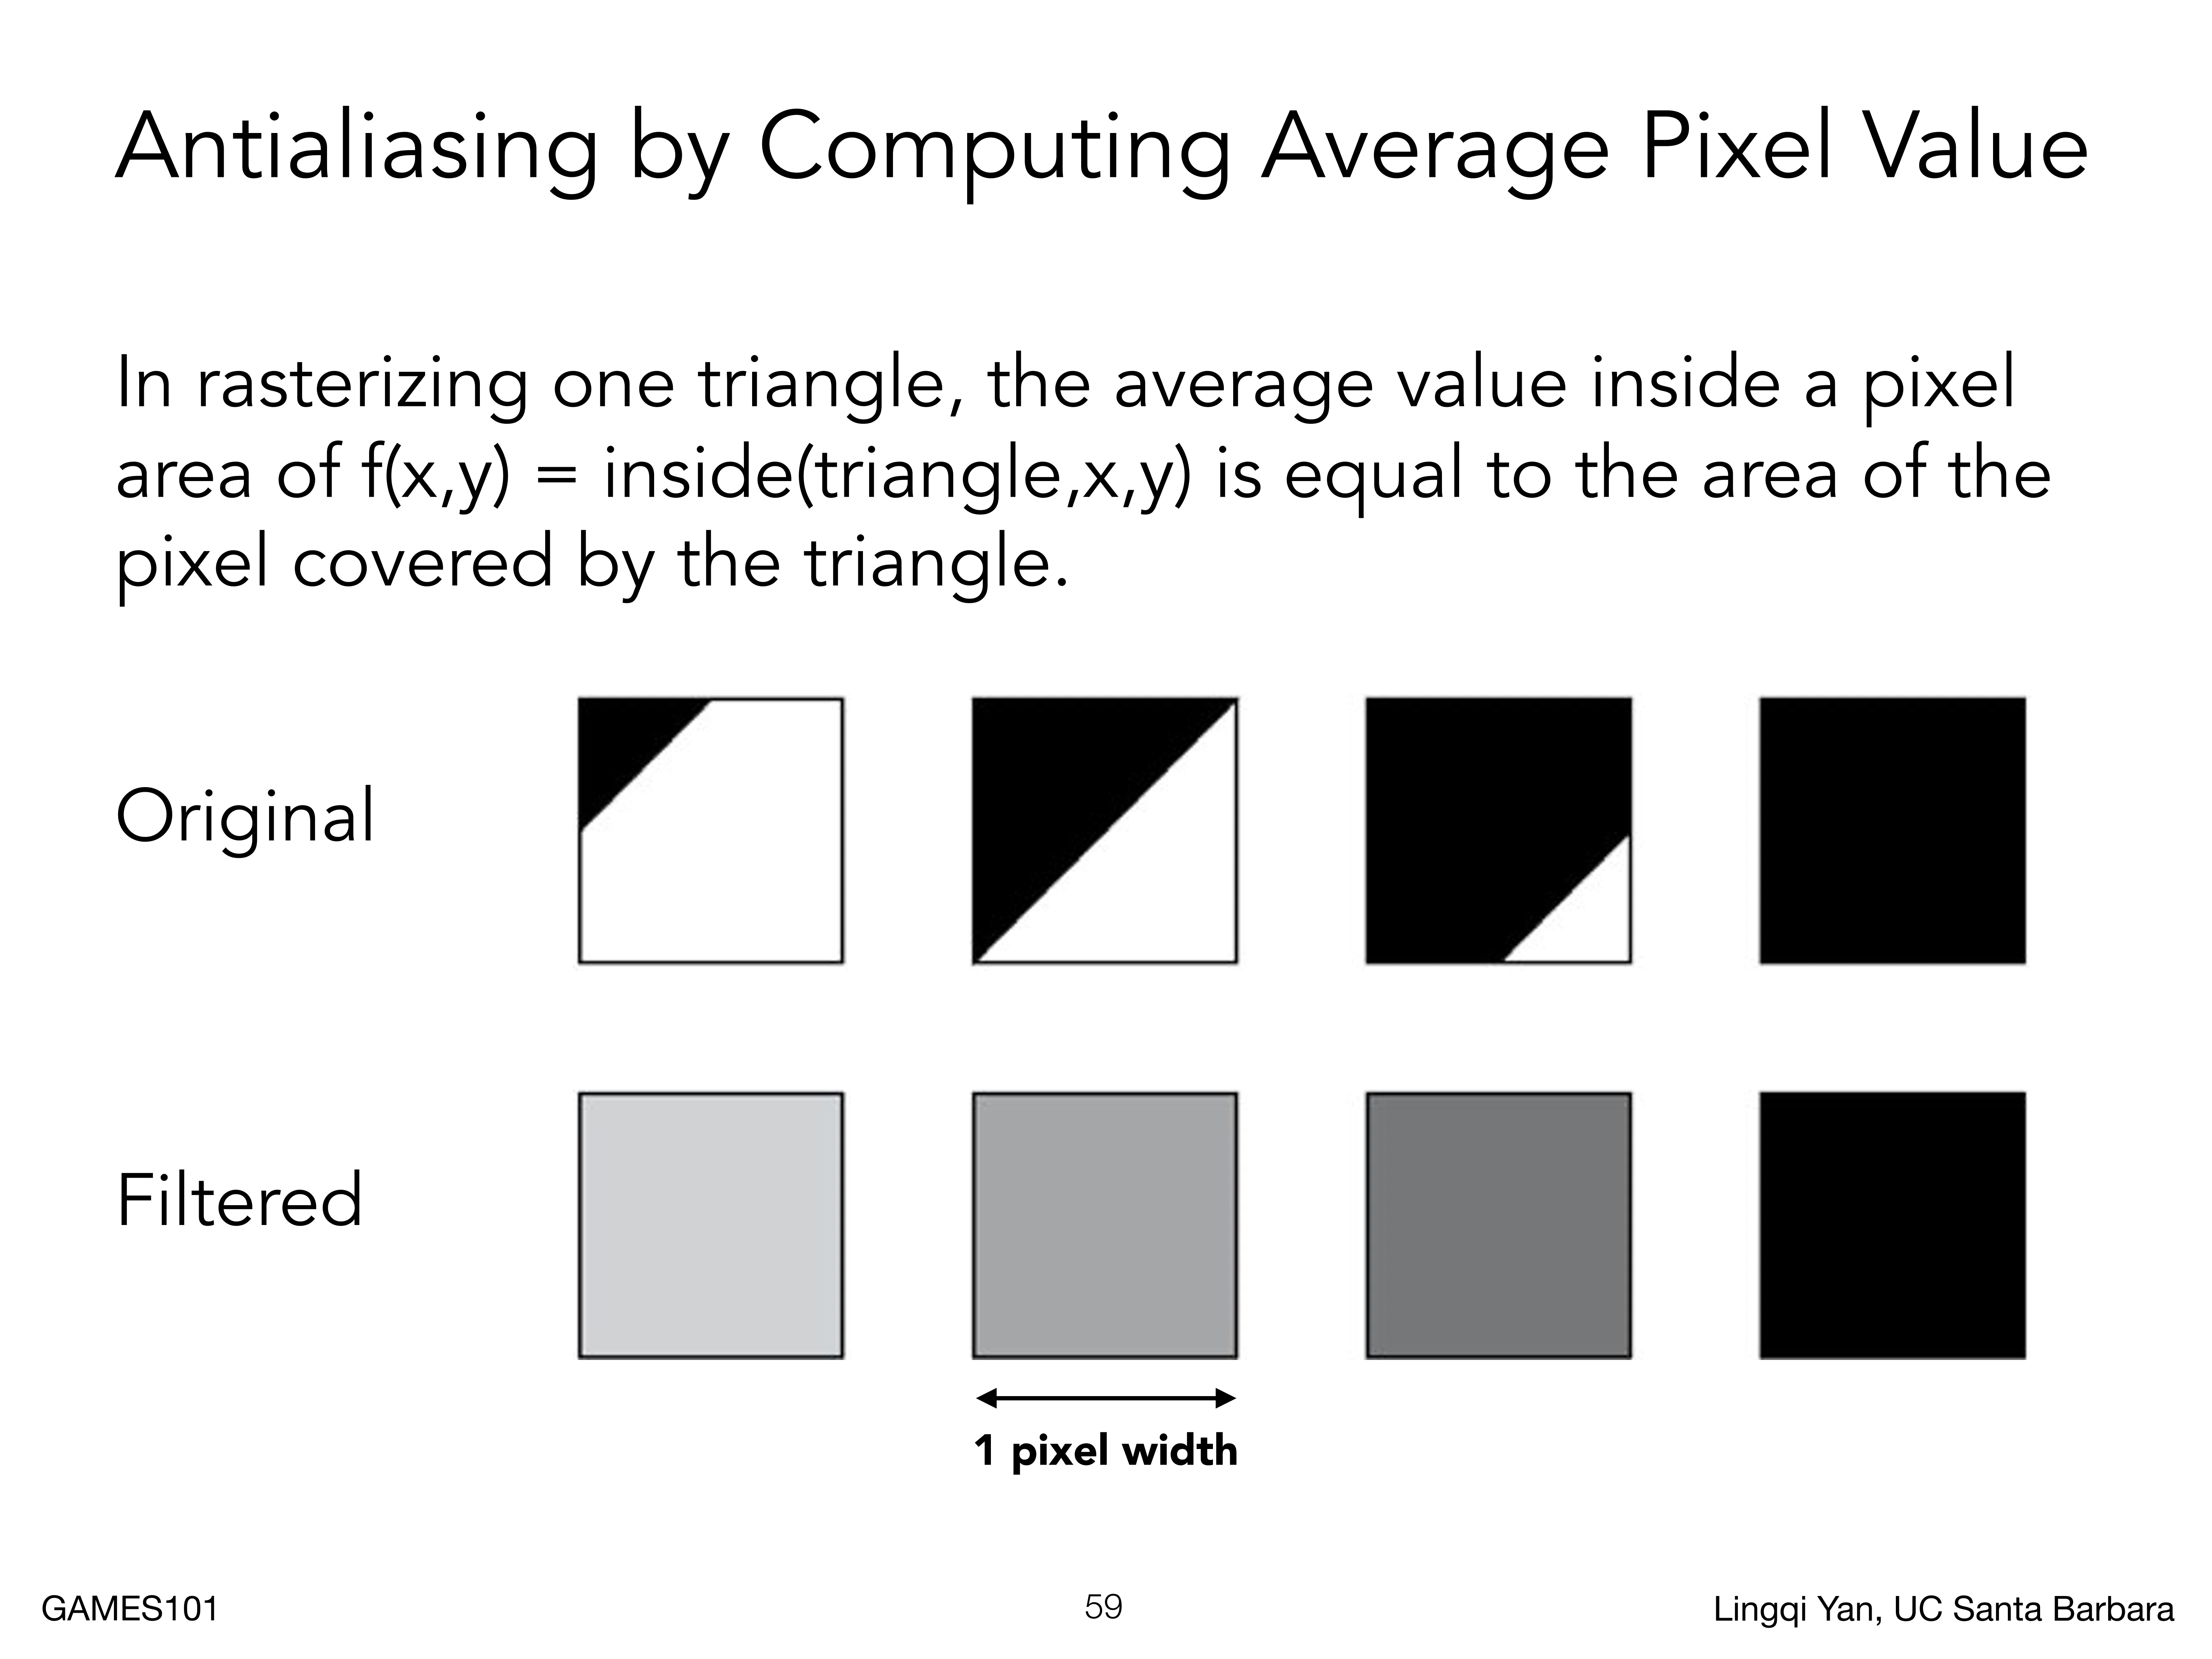 Antialiasing by Computing Average Pixel Value
In rasterizing one triangle, the average value inside a pixel
area of f(x,y) = inside(triangle,x,y) is equal to the area of the
pixel covered by the triangle.
Original
Filtered
1 pixel width
GAMES101
59
Lingqi Yan, UC Santa Barbara